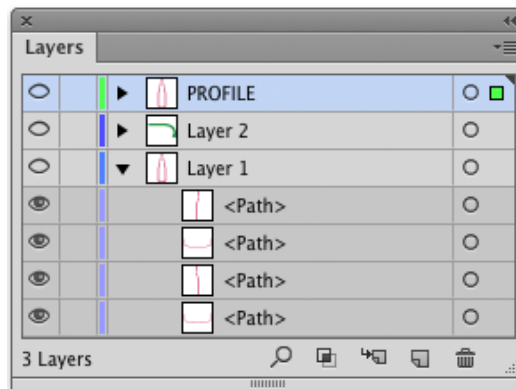 Layers
PROFILE
Layer 2
Layer 1
<Path>
<Path>
<Path>
<Path>
3 Layers